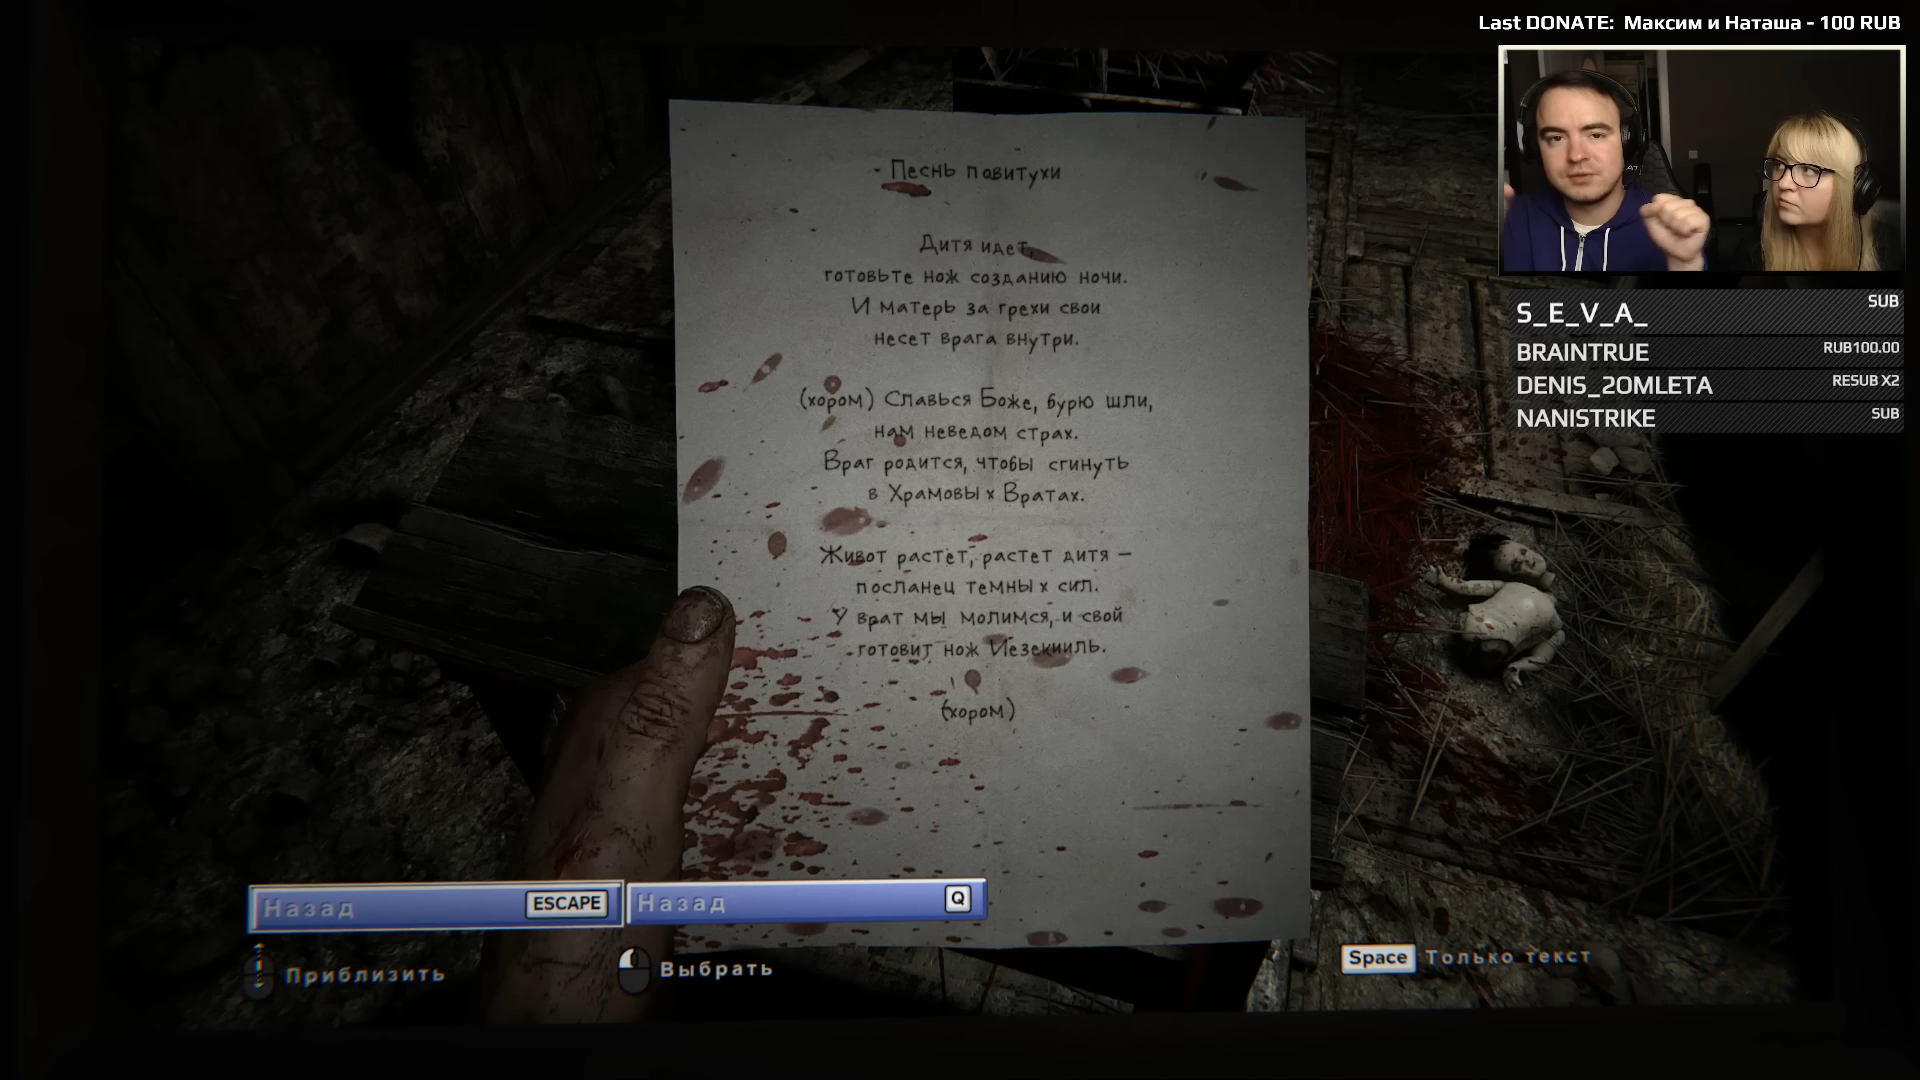 Last DONATE: Максим и Наташа - 100 RUB
S_E_V_A_ SUB
BRAINTRUE RUB100.00
DENIS_2OMLETA RESUB X2
NANISTRIKE SUB
- Песнь повитухи
Дитя идет,
готовьте нож созданию ночи.
И матерь за грехи свои
несет врага внутри.
(хором) Славься Боже, бурю шли,
нам неведом страх.
Враг родится, чтобы сгинуть
в Храмовых Вратах.
Живот растет, растет дитя —
посланец темных сил.
У врат мы молимся, и свой
готовит нож Иезекииль.
(хором)
Назад ESCAPE Назад Q
Приблизить Выбрать Space Только текст